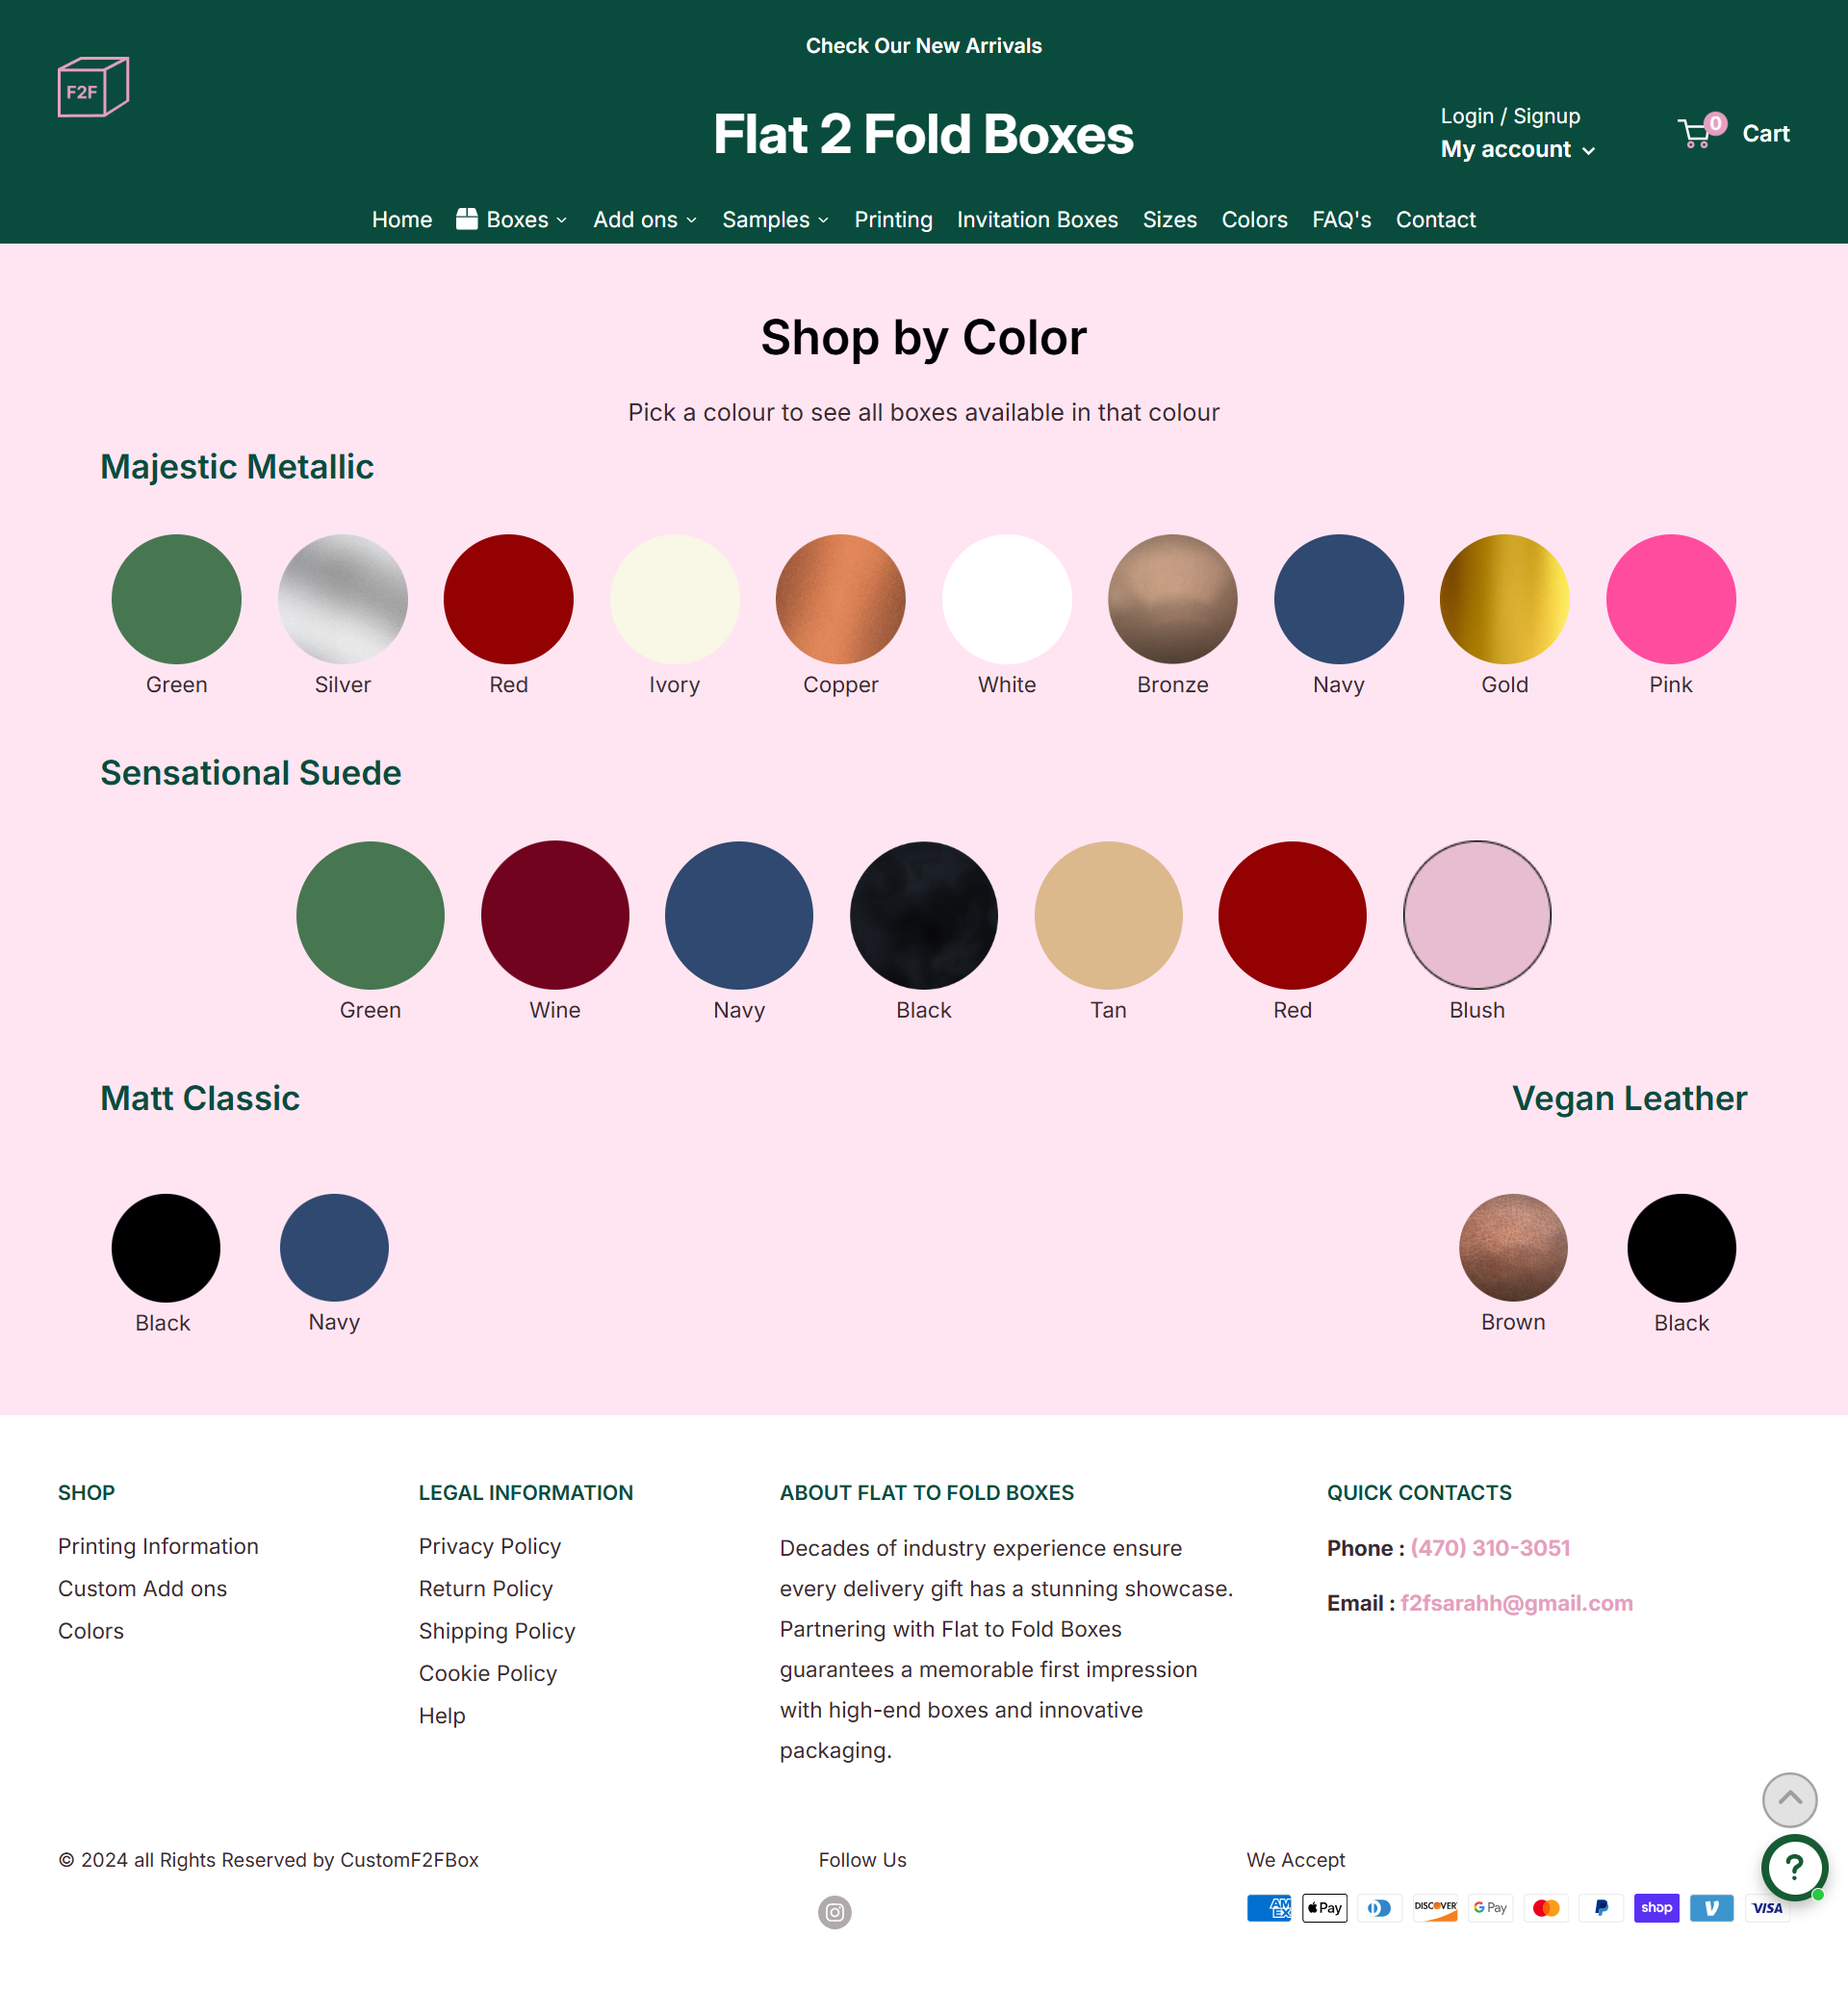 Check Our New Arrivals
F2F
Flat 2 Fold Boxes
Login / Signup
My account
0
Cart
Home Boxes Add ons Samples Printing Invitation Boxes Sizes Colors FAQ's Contact
Shop by Color
Pick a colour to see all boxes available in that colour
Majestic Metallic
Green Silver Red Ivory Copper White Bronze Navy Gold Pink
Sensational Suede
Green Wine Navy Black Tan Red Blush
Matt Classic
Vegan Leather
Black Navy
Brown Black
SHOP
Printing Information
Custom Add ons
Colors
LEGAL INFORMATION
Privacy Policy
Return Policy
Shipping Policy
Cookie Policy
Help
ABOUT FLAT TO FOLD BOXES
Decades of industry experience ensure
every delivery gift has a stunning showcase.
Partnering with Flat to Fold Boxes
guarantees a memorable first impression
with high-end boxes and innovative
packaging.
QUICK CONTACTS
Phone : (470) 310-3051
Email : f2fsarahh@gmail.com
?
© 2024 all Rights Reserved by CustomF2FBox
Follow Us
We Accept
AMEX Pay DISCOVER G Pay shop VISA